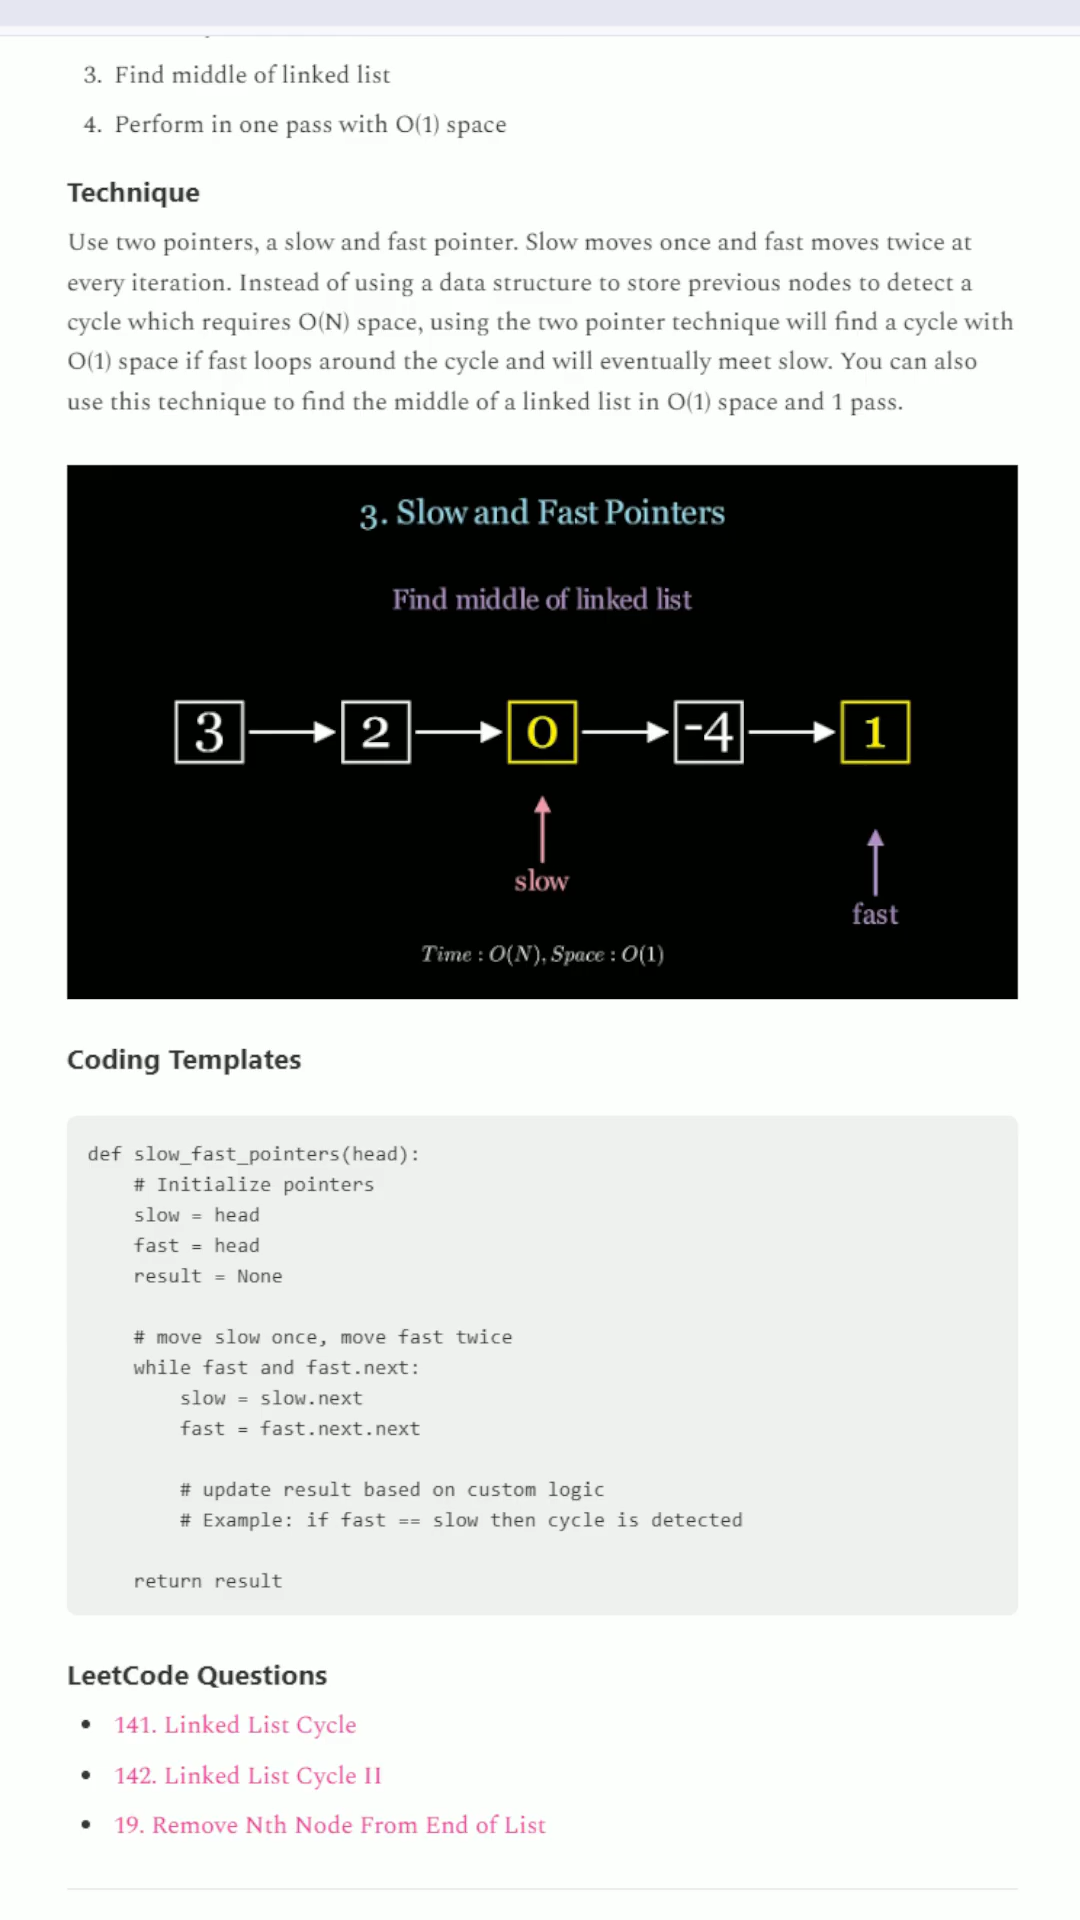 3. Find middle of linked list
4. Perform in one pass with O(1) space
Technique
Use two pointers, a slow and fast pointer. Slow moves once and fast moves twice at
every iteration. Instead of using a data structure to store previous nodes to detect a
cycle which requires O(N) space, using the two pointer technique will find a cycle with
O(1) space if fast loops around the cycle and will eventually meet slow. You can also
use this technique to find the middle of a linked list in O(1) space and 1 pass.
3. Slow and Fast Pointers
Find middle of linked list
3 2 0 -4 1
slow
fast
Time : O(N), Space : O(1)
Coding Templates
def slow_fast_pointers(head):
    # Initialize pointers
    slow = head
    fast = head
    result = None
    # move slow once, move fast twice
    while fast and fast.next:
        slow = slow.next
        fast = fast.next.next
        # update result based on custom logic
        # Example: if fast == slow then cycle is detected
    return result
LeetCode Questions
• 141. Linked List Cycle
• 142. Linked List Cycle II
• 19. Remove Nth Node From End of List